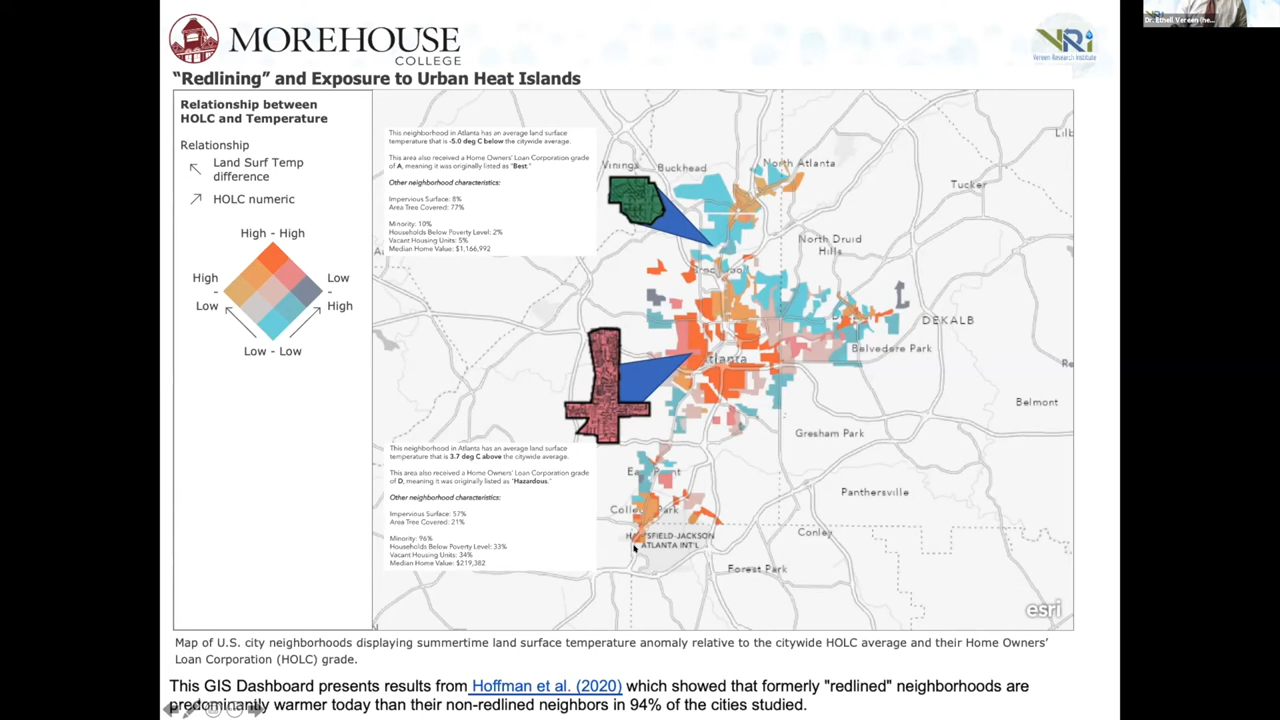 MOREHOUSE
COLLEGE
VRi
Vereen Research Institute
Dr. Ethell Vereen (he...
"Redlining" and Exposure to Urban Heat Islands
Relationship between
HOLC and Temperature
Relationship
Land Surf Temp
difference
HOLC numeric
High - High
High
-
Low
Low
-
High
Low - Low
This neighborhood in Atlanta has an average land surface
temperature that is -5.0 deg C below the citywide average.
This area also received a Home Owners' Loan Corporation grade
of A, meaning it was originally listed as "Best."
Other neighborhood characteristics:
Impervious Surface: 8%
Area Tree Covered: 77%
Minority: 10%
Households Below Poverty Level: 2%
Vacant Housing Units: 5%
Median Home Value: $1,166,992
This neighborhood in Atlanta has an average land surface
temperature that is 3.7 deg C above the citywide average.
This area also received a Home Owners' Loan Corporation grade
of D, meaning it was originally listed as "Hazardous."
Other neighborhood characteristics:
Impervious Surface: 57%
Area Tree Covered: 21%
Minority: 96%
Households Below Poverty Level: 33%
Vacant Housing Units: 34%
Median Home Value: $219,382
Vinings
Buckhead
North Atlanta
Tucker
North Druid
Hills
DEKALB
Belvedere Park
Atlanta
Belmont
Gresham Park
Panthersville
Conley
Forest Park
ATLANTA INT'L
esri
Map of U.S. city neighborhoods displaying summertime land surface temperature anomaly relative to the citywide HOLC average and their Home Owners'
Loan Corporation (HOLC) grade.
This GIS Dashboard presents results from Hoffman et al. (2020) which showed that formerly "redlined" neighborhoods are
predominantly warmer today than their non-redlined neighbors in 94% of the cities studied.